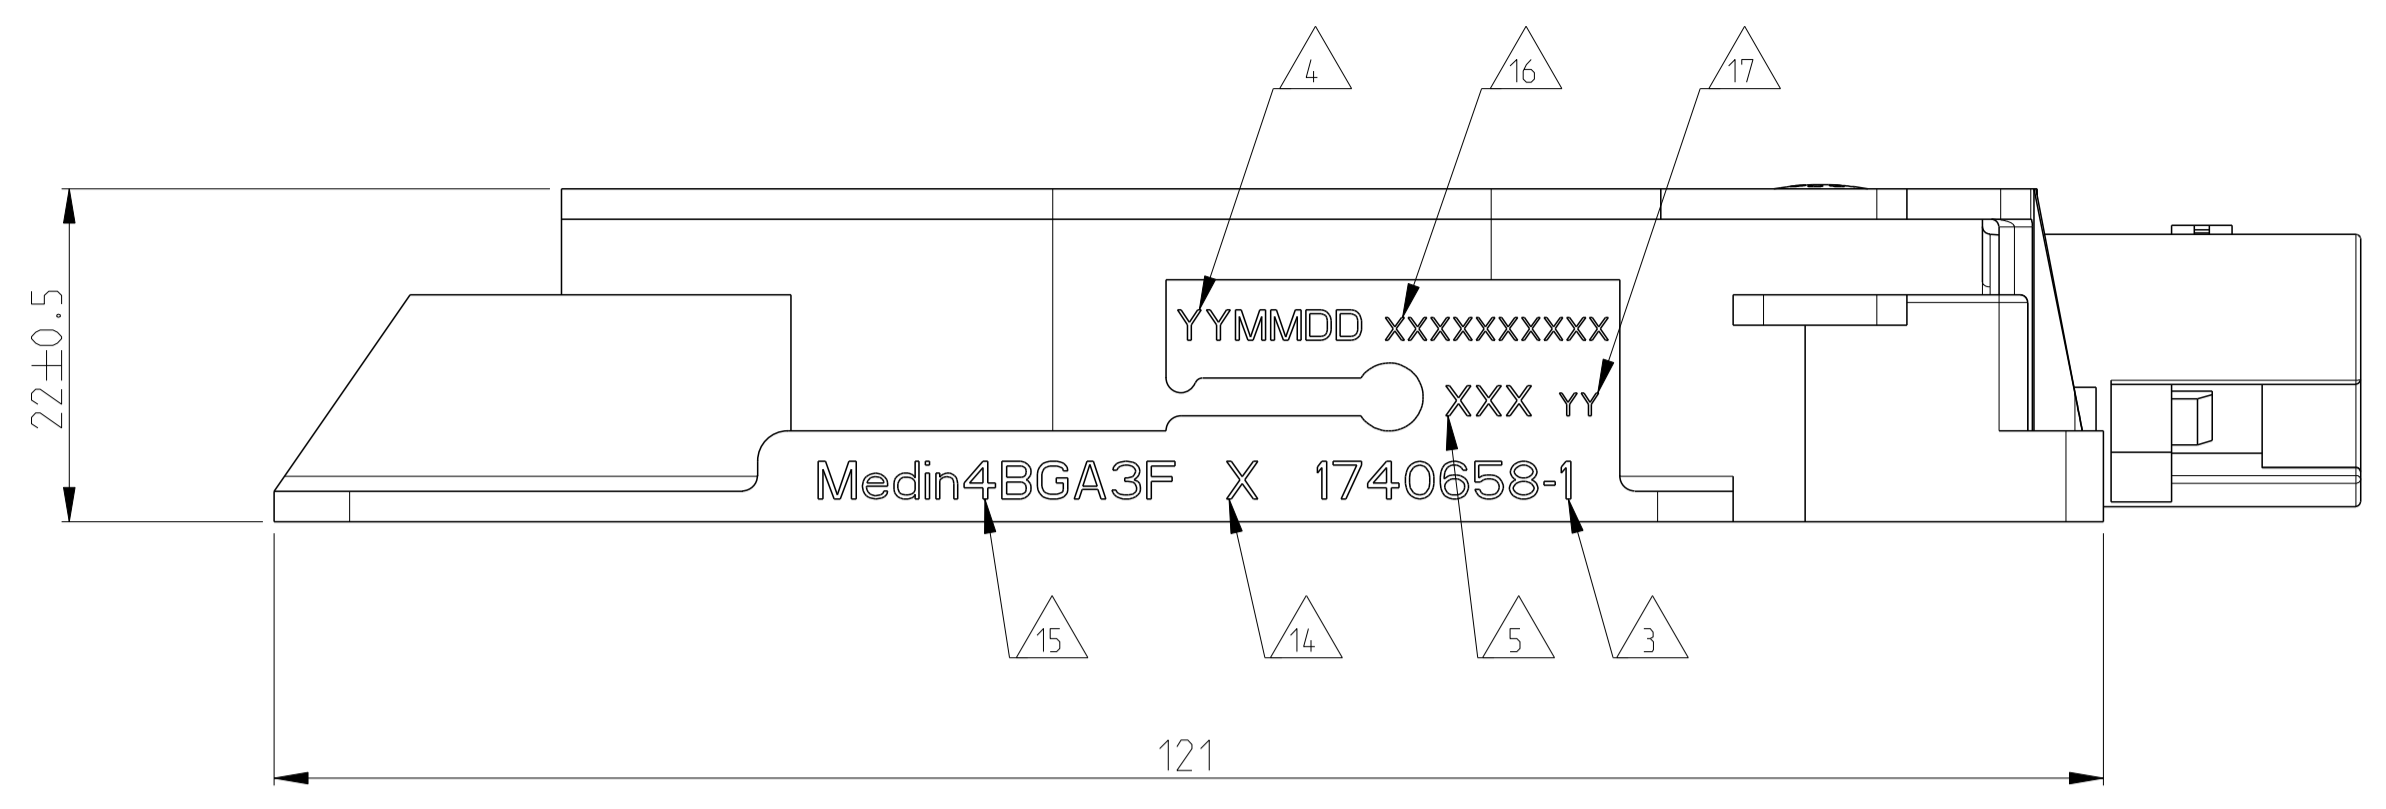 4 16 17
22±0.5
YYMMDD XXXXXXXXXX
XXX YY
Medin4BGA3F X 1740658-1
15 14 5 3
121